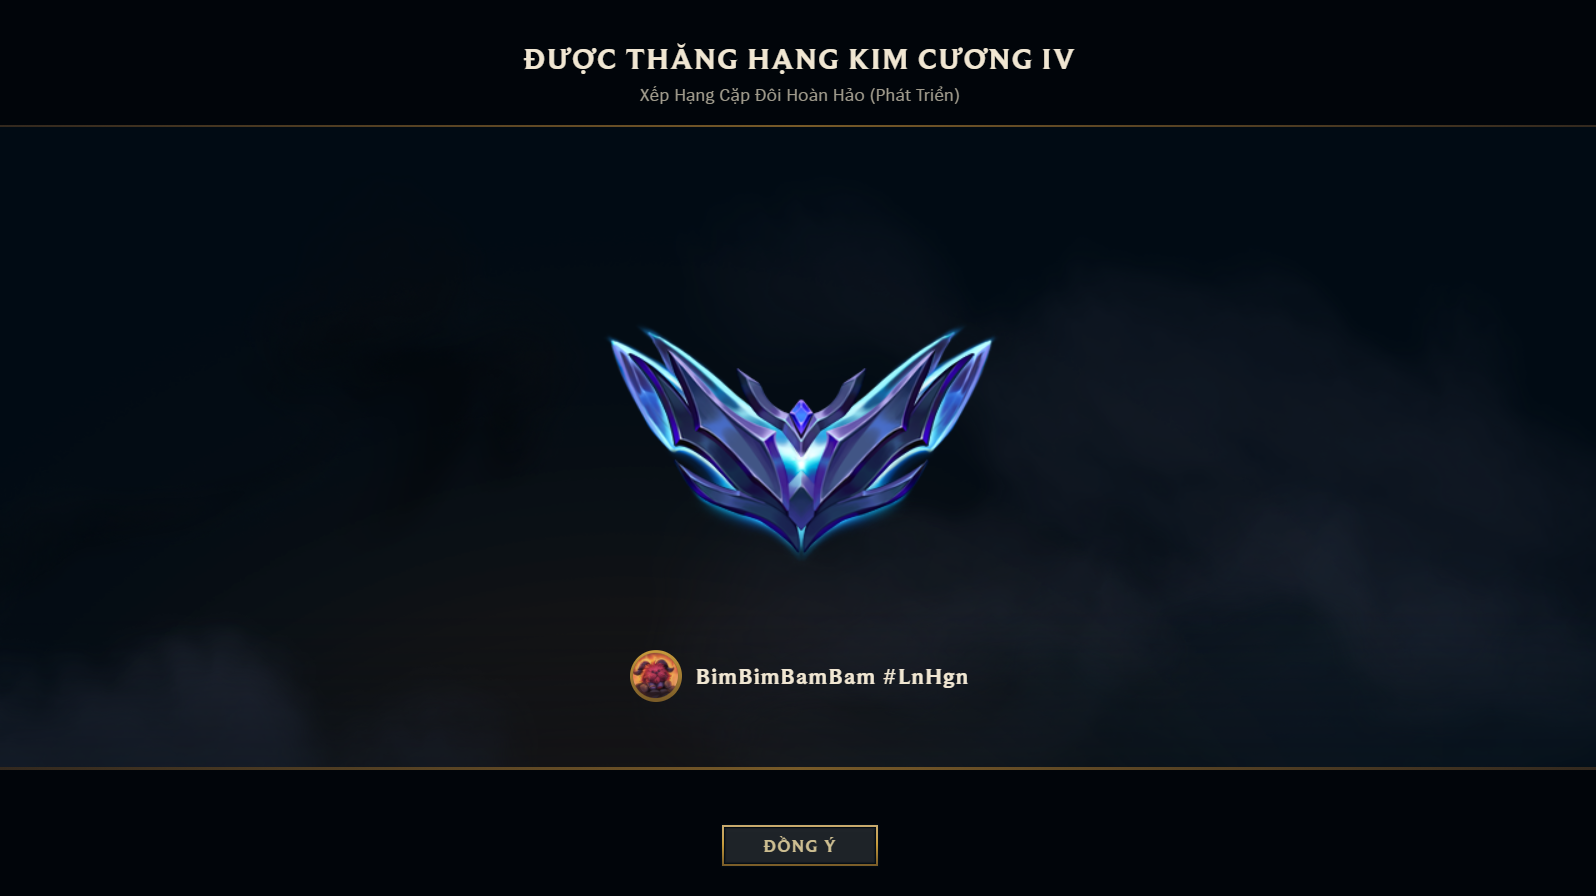 ĐƯỢC THĂNG HẠNG KIM CƯƠNG IV
Xếp Hạng Cặp Đôi Hoàn Hảo (Phát Triển)
BimBimBamBam #LnHgn
ĐỒNG Ý